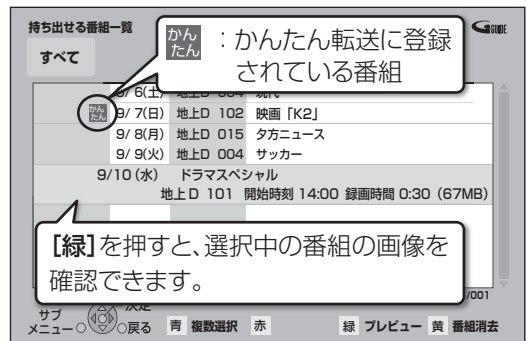 持ち出せる番組一覧
GGUIDE
すべて
かんたん：かんたん転送に登録
されている番組
9/ 6(土) 地上D 004 現代
かんたん 9/ 7(日) 地上D 102 映画「K2」
9/ 8(月) 地上D 015 夕方ニュース
9/ 9(火) 地上D 004 サッカー
9/10(水) ドラマスペシャル
地上D 101 開始時刻 14:00 録画時間 0:30 (67MB)
[緑]を押すと、選択中の番組の画像を
確認できます。
/001
サブ
メニュー 決定
戻る 青 複数選択 赤 緑 プレビュー 黄 番組消去